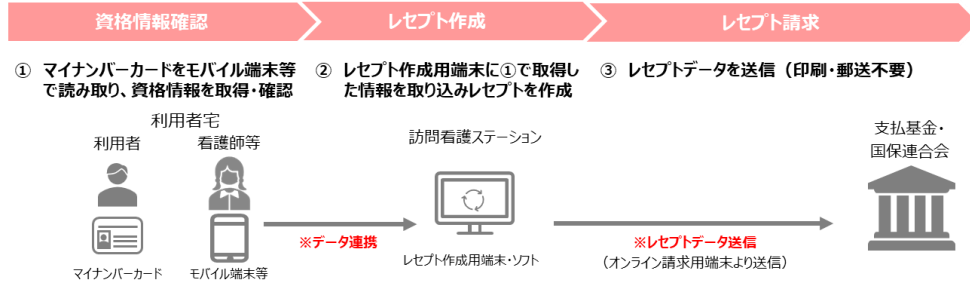 資格情報確認
レセプト作成
レセプト請求
① マイナンバーカードをモバイル端末等
で読み取り、資格情報を取得・確認
② レセプト作成用端末に①で取得し
た情報を取り込みレセプトを作成
③ レセプトデータを送信（印刷・郵送不要）
利用者宅
利用者
看護師等
マイナンバーカード
モバイル端末等
※データ連携
訪問看護ステーション
レセプト作成用端末・ソフト
※レセプトデータ送信
（オンライン請求用端末より送信）
支払基金・
国保連合会